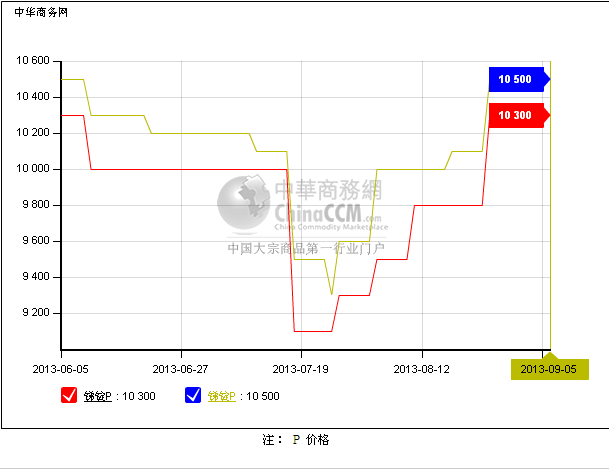 中华商务网
10 600
10 400
10 200
10 000
9 800
9 600
9 400
9 200
10 500
10 300
中華商務網
ChinaCCM.com
China Commodity Marketplace
中国大宗商品第一行业门户
2013-06-05
2013-06-27
2013-07-19
2013-08-12
2013-09-05
锑锭P : 10 300
锑锭P : 10 500
注： P 价格